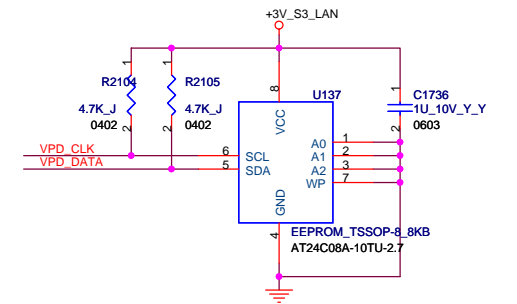 +3V_S3_LAN
1
1
1
R2104
R2105
8
U137
C1736
4.7K_J
4.7K_J
1U_10V_Y_Y
0402
0402
VCC
0603
2
2
2
VPD_CLK
6
SCL
A0
1
A1
2
VPD_DATA
5
SDA
A2
3
WP
7
GND
4
EEPROM_TSSOP-8_8KB
AT24C08A-10TU-2.7